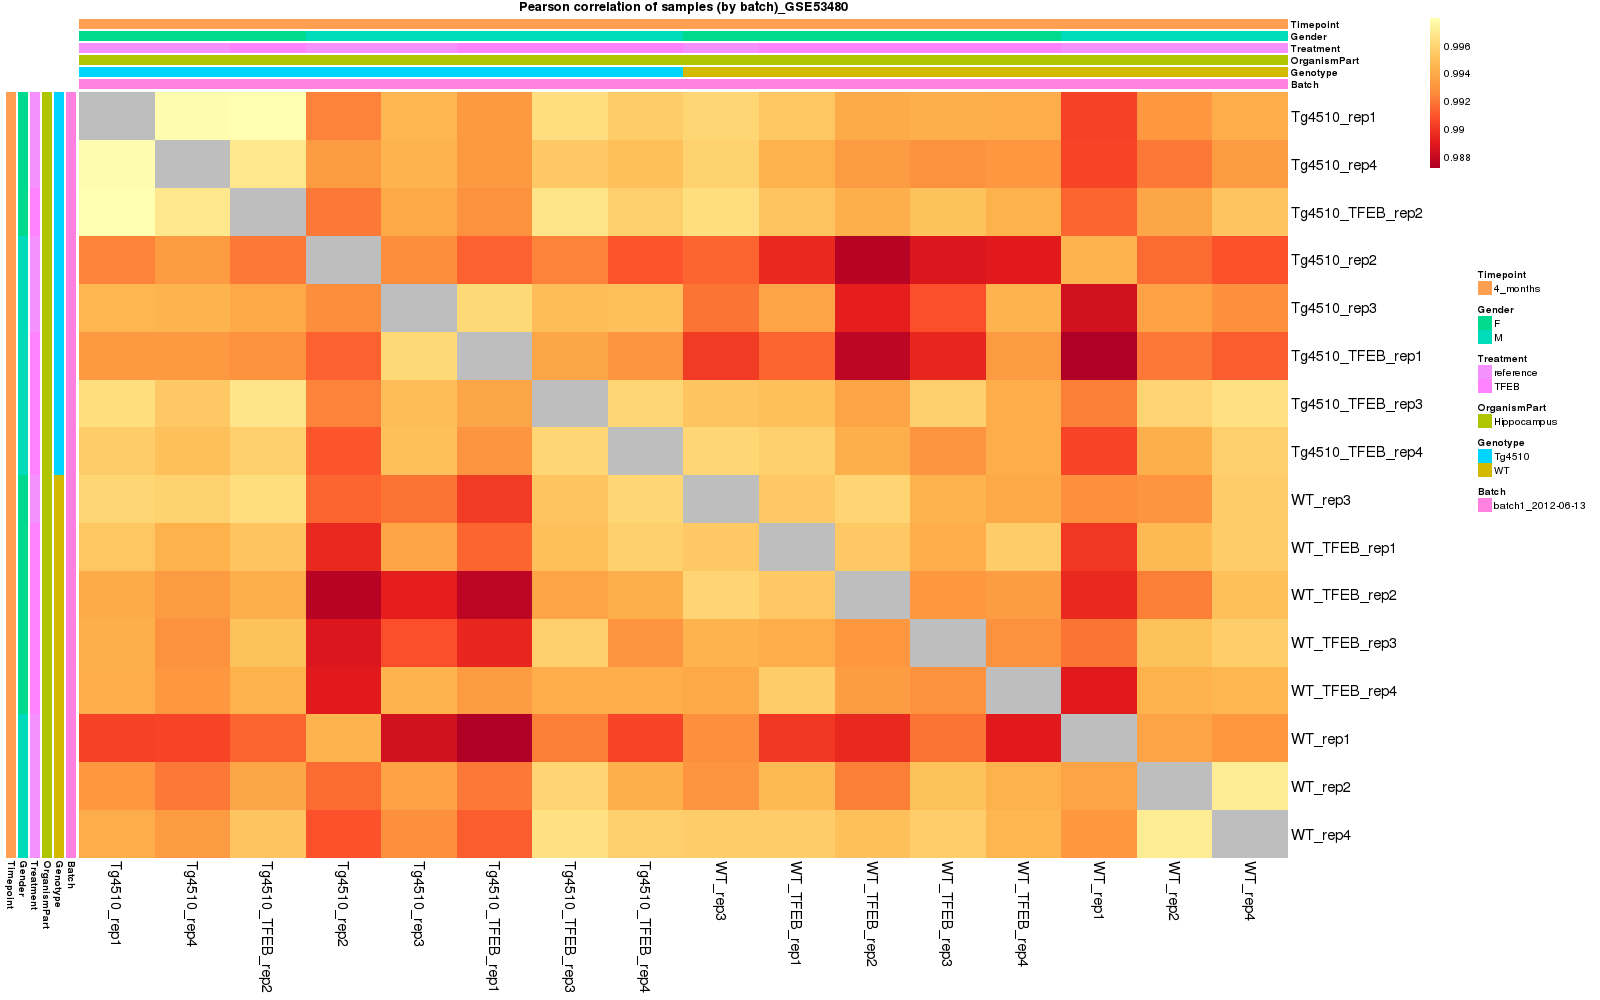 Pearson correlation of samples (by batch)_GSE53480
Timepoint
Gender
Treatment
OrganismPart
Genotype
Batch
0.996
0.994
0.992
0.99
0.988
Tg4510_rep1
Tg4510_rep4
Tg4510_TFEB_rep2
Tg4510_rep2
Tg4510_rep3
Tg4510_TFEB_rep1
Tg4510_TFEB_rep3
Tg4510_TFEB_rep4
WT_rep3
WT_TFEB_rep1
WT_TFEB_rep2
WT_TFEB_rep3
WT_TFEB_rep4
WT_rep1
WT_rep2
WT_rep4
Timepoint
4_months
Gender
F
M
Treatment
reference
TFEB
OrganismPart
Hippocampus
Genotype
Tg4510
WT
Batch
batch1_2012-06-13
Timepoint
Gender
Treatment
OrganismPart
Genotype
Batch
Tg4510_rep1
Tg4510_rep4
Tg4510_TFEB_rep2
Tg4510_rep2
Tg4510_rep3
Tg4510_TFEB_rep1
Tg4510_TFEB_rep3
Tg4510_TFEB_rep4
WT_rep3
WT_TFEB_rep1
WT_TFEB_rep2
WT_TFEB_rep3
WT_TFEB_rep4
WT_rep1
WT_rep2
WT_rep4